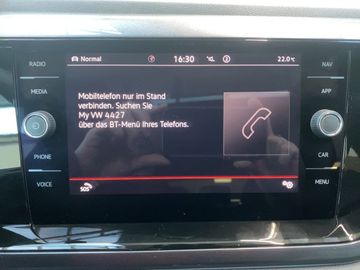 Normal 16:30 22.0°C
RADIO
MEDIA
PHONE
VOICE
NAV
APP
CAR
MENU
Mobiltelefon nur im Stand
verbinden. Suchen Sie
My VW 4427
über das BT-Menü Ihres Telefons.
SOS